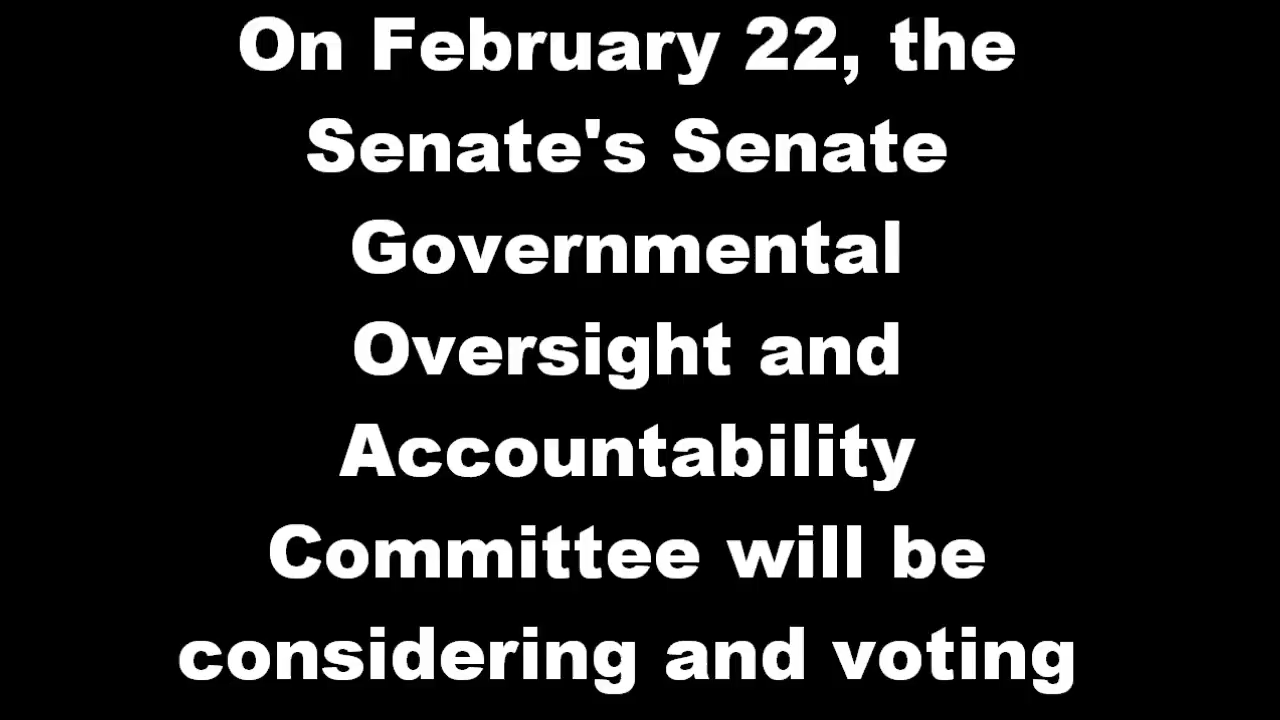 On February 22, the
Senate's Senate
Governmental
Oversight and
Accountability
Committee will be
considering and voting